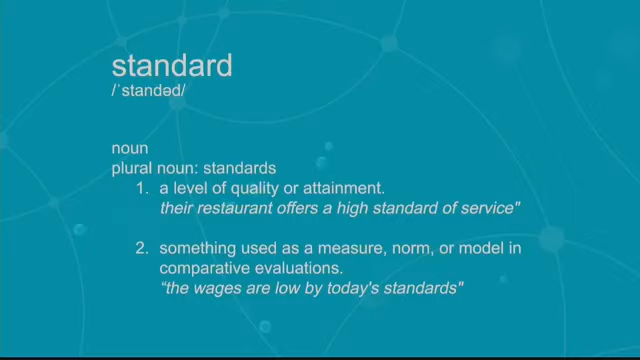 standard
/ˈstandəd/
noun
plural noun: standards
1. a level of quality or attainment.
their restaurant offers a high standard of service"
2. something used as a measure, norm, or model in
comparative evaluations.
“the wages are low by today's standards"